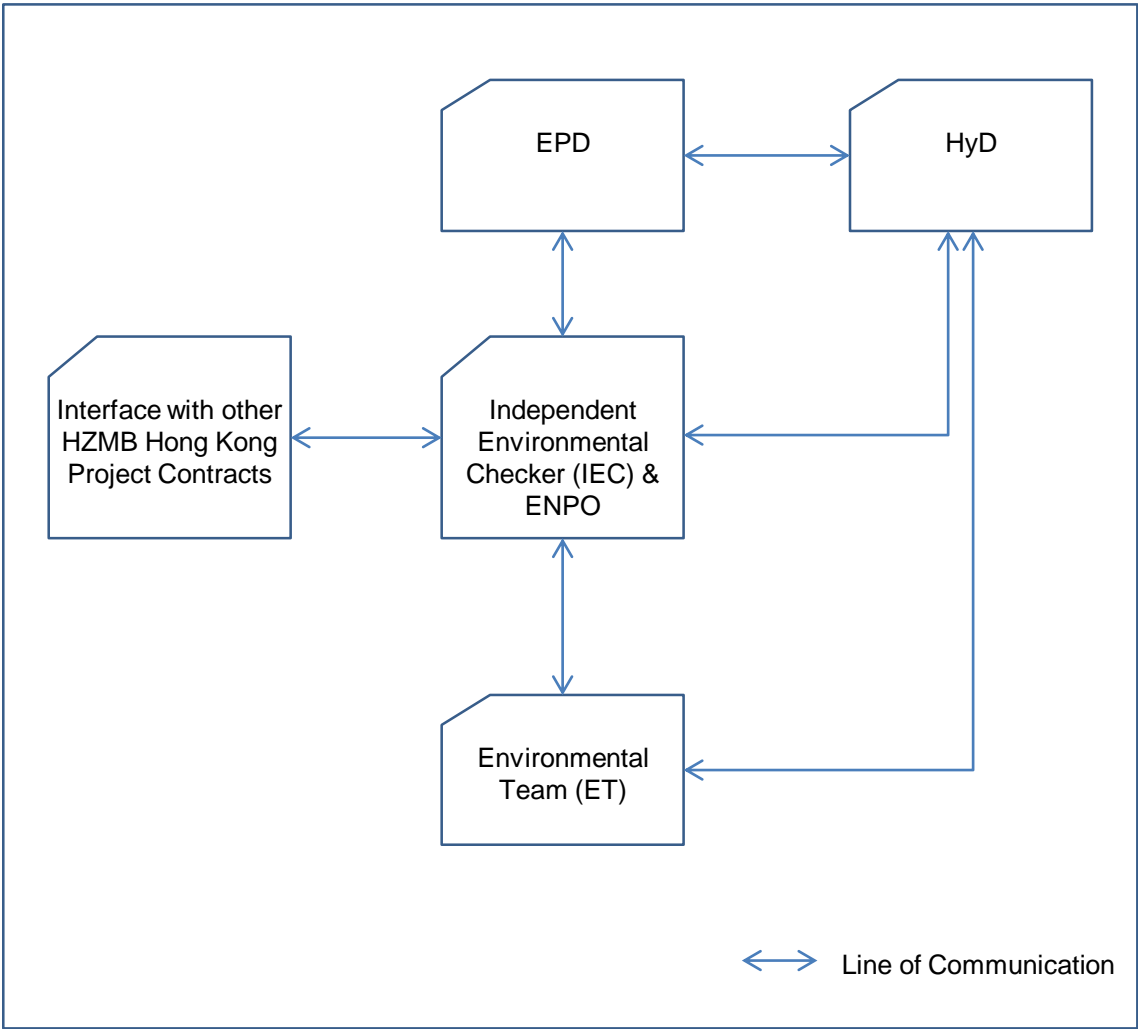 EPD
HyD
Interface with other
HZMB Hong Kong
Project Contracts
Independent
Environmental
Checker (IEC) &
ENPO
Environmental
Team (ET)
Line of Communication